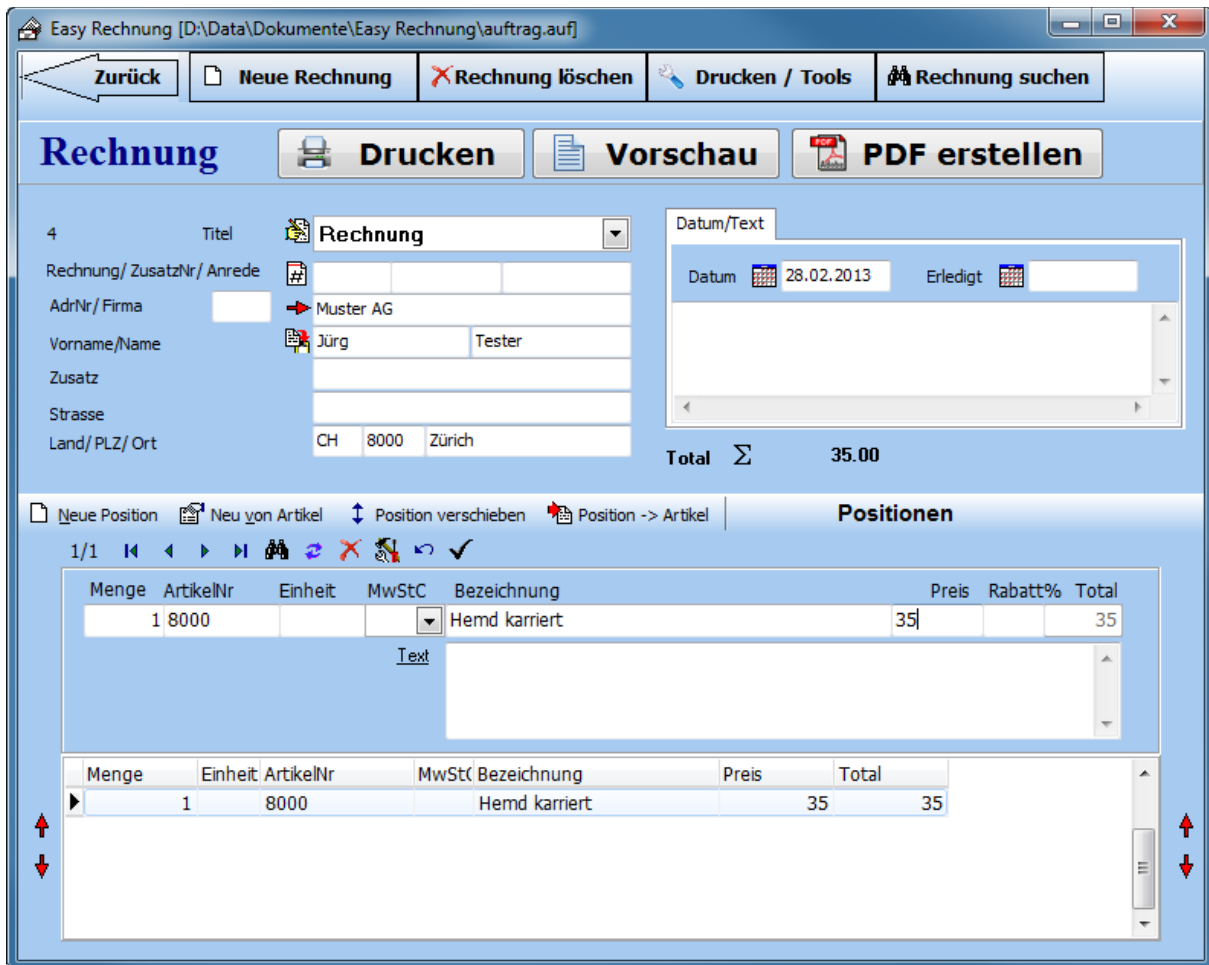 Easy Rechnung [D:\Data\Dokumente\Easy Rechnung\auftrag.auf]
Zurück Neue Rechnung Rechnung löschen Drucken / Tools Rechnung suchen
Rechnung Drucken Vorschau PDF erstellen
4 Titel Rechnung
Datum/Text
Rechnung/ ZusatzNr/ Anrede #
Datum 28.02.2013 Erledigt
AdrNr/ Firma Muster AG
Vorname/Name Jürg Tester
Zusatz
Strasse
Land/ PLZ/ Ort CH 8000 Zürich
Total Σ 35.00
Neue Position Neu von Artikel Position verschieben Position -> Artikel Positionen
1/1
Menge ArtikelNr Einheit MwStC Bezeichnung Preis Rabatt% Total
1 8000 Hemd karriert 35 35
Text
Menge Einheit ArtikelNr MwSt( Bezeichnung Preis Total
1 8000 Hemd karriert 35 35